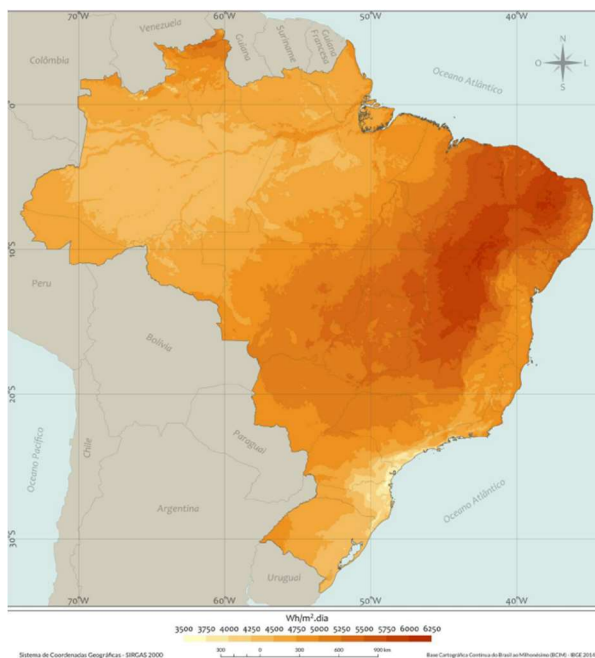 70°W 60°W 50°W 40°W
Venezuela
Guiana
Suriname
Guiana
Francesa
Colômbia
N
O L
S
Oceano Atlântico
0°
10°S
Peru
Bolívia
20°S
Paraguai
Oceano Pacífico
Chile
Argentina
Oceano Atlântico
30°S
Uruguai
70°W 60°W 50°W 40°W
Wh/m².dia
3500 3750 4000 4250 4500 4750 5000 5250 5500 5750 6000 6250
Sistema de Coordenadas Geográficas - SIRGAS 2000
300 0 300 600 900 km
Base Cartográfica Contínua do Brasil ao Milhonésimo (BCIM) - IBGE 2014